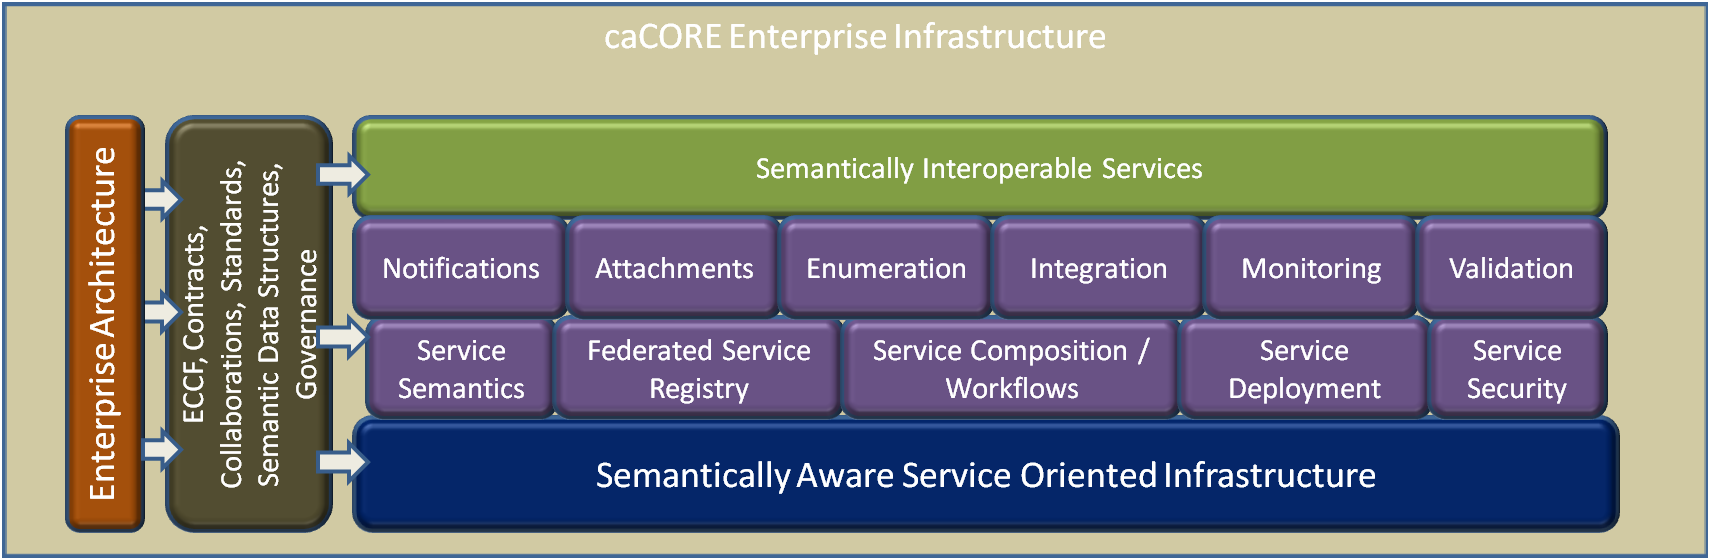 caCORE Enterprise Infrastructure
Enterprise Architecture
ECCF, Contracts,
Collaborations, Standards,
Semantic Data Structures,
Governance
Semantically Interoperable Services
Notifications
Attachments
Enumeration
Integration
Monitoring
Validation
Service
Semantics
Federated Service
Registry
Service Composition /
Workflows
Service
Deployment
Service
Security
Semantically Aware Service Oriented Infrastructure